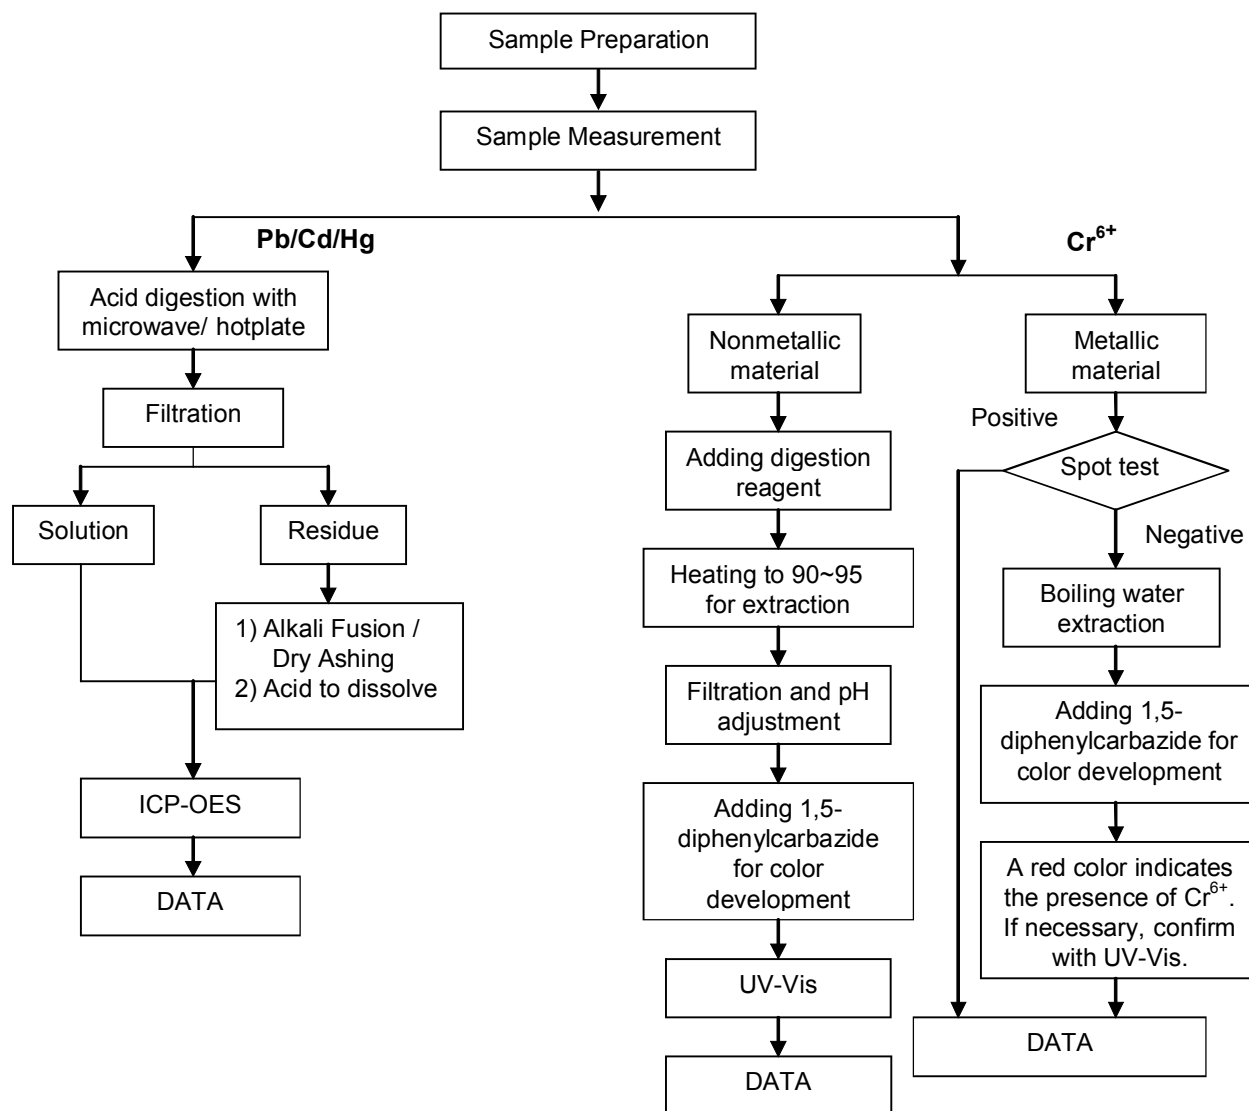 Sample Preparation
Sample Measurement
Pb/Cd/Hg
Cr⁶⁺
Acid digestion with
microwave/ hotplate
Filtration
Solution
Residue
1) Alkali Fusion /
Dry Ashing
2) Acid to dissolve
ICP-OES
DATA
Nonmetallic
material
Adding digestion
reagent
Heating to 90~95
for extraction
Filtration and pH
adjustment
Adding 1,5-
diphenylcarbazide
for color
development
UV-Vis
DATA
Metallic
material
Positive
Spot test
Negative
Boiling water
extraction
Adding 1,5-
diphenylcarbazide for
color development
A red color indicates
the presence of Cr⁶⁺.
If necessary, confirm
with UV-Vis.
DATA